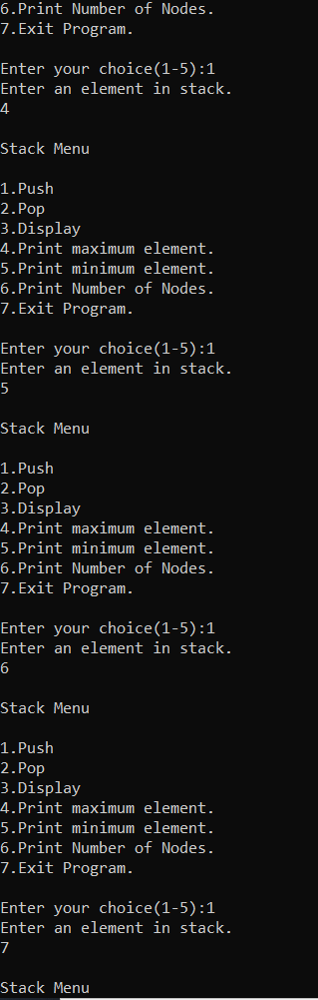 6.Print Number of Nodes.
7.Exit Program.
Enter your choice(1-5):1
Enter an element in stack.
4
Stack Menu
1.Push
2.Pop
3.Display
4.Print maximum element.
5.Print minimum element.
6.Print Number of Nodes.
7.Exit Program.
Enter your choice(1-5):1
Enter an element in stack.
5
Stack Menu
1.Push
2.Pop
3.Display
4.Print maximum element.
5.Print minimum element.
6.Print Number of Nodes.
7.Exit Program.
Enter your choice(1-5):1
Enter an element in stack.
6
Stack Menu
1.Push
2.Pop
3.Display
4.Print maximum element.
5.Print minimum element.
6.Print Number of Nodes.
7.Exit Program.
Enter your choice(1-5):1
Enter an element in stack.
7
Stack Menu